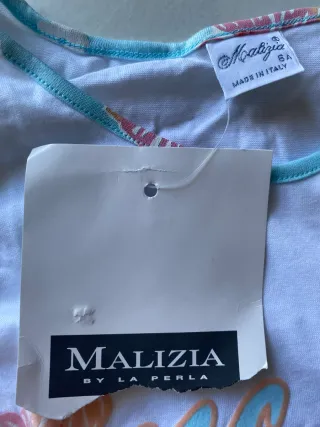 Malizia
6A
MADE IN ITALY
MALIZIA
BY LA PERLA